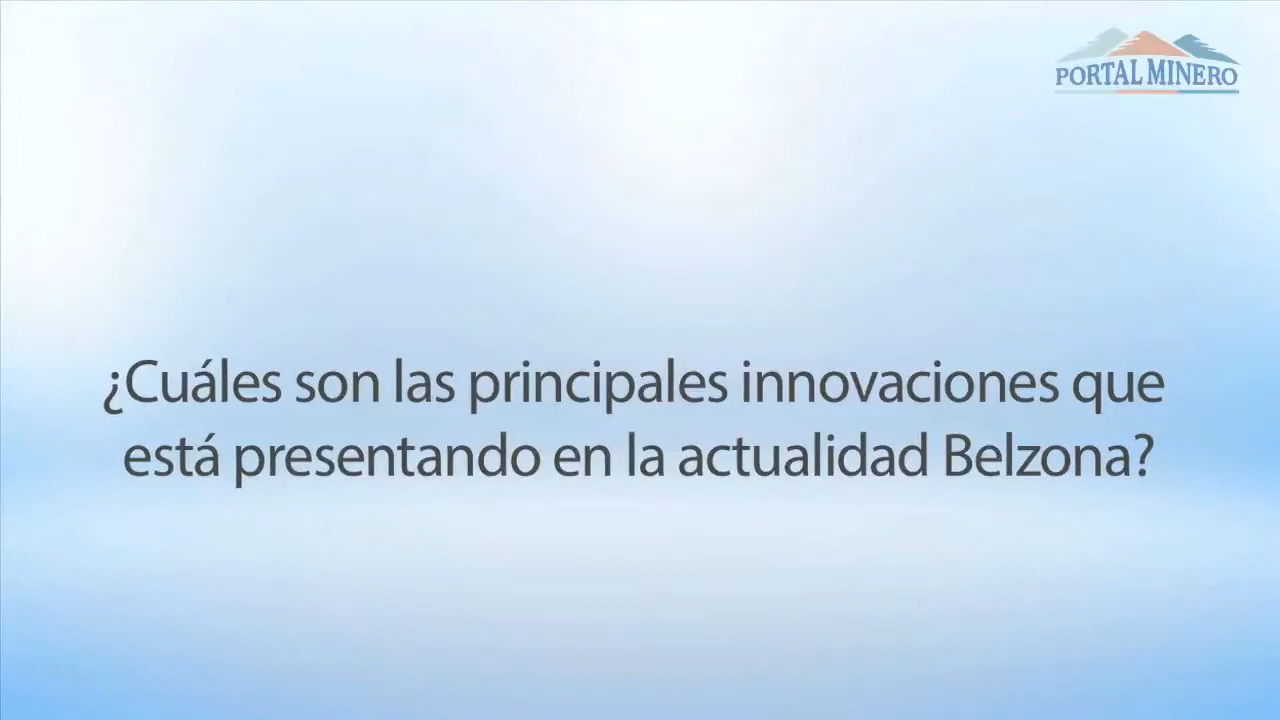 PORTAL MINERO
¿Cuáles son las principales innovaciones que
está presentando en la actualidad Belzona?